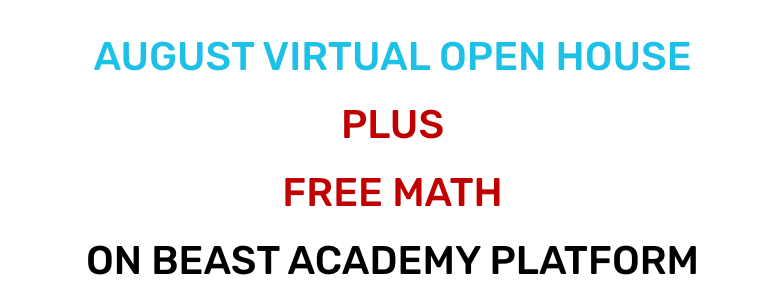 AUGUST VIRTUAL OPEN HOUSE
PLUS
FREE MATH
ON BEAST ACADEMY PLATFORM